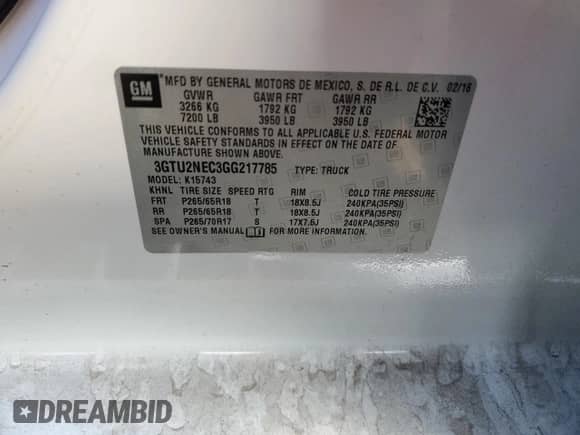 GM
*MFD BY GENERAL MOTORS DE MEXICO, S. DE R.L. DE C.V. 02/16
GVWR GAWR FRT GAWR RR
3266 KG 1792 KG 1792 KG
7200 LB 3950 LB 3950 LB
THIS VEHICLE CONFORMS TO ALL APPLICABLE U.S. FEDERAL MOTOR
VEHICLE SAFETY AND THEFT PREVENTION STANDARDS IN EFFECT ON THE DATE
OF MANUFACTURE SHOWN ABOVE.
3GTU2NEC3GG217785 TYPE: TRUCK
MODEL: K15743
KHNL TIRE SIZE SPEED RTG RIM COLD TIRE PRESSURE
FRT P265/65R18 T 18X8.5J 240KPA(35PSI)
RR P265/65R18 T 18X8.5J 240KPA(35PSI)
SPA P265/70R17 S 17X7.5J 240KPA(35PSI)
SEE OWNER'S MANUAL FOR MORE INFORMATION.
DREAMBID